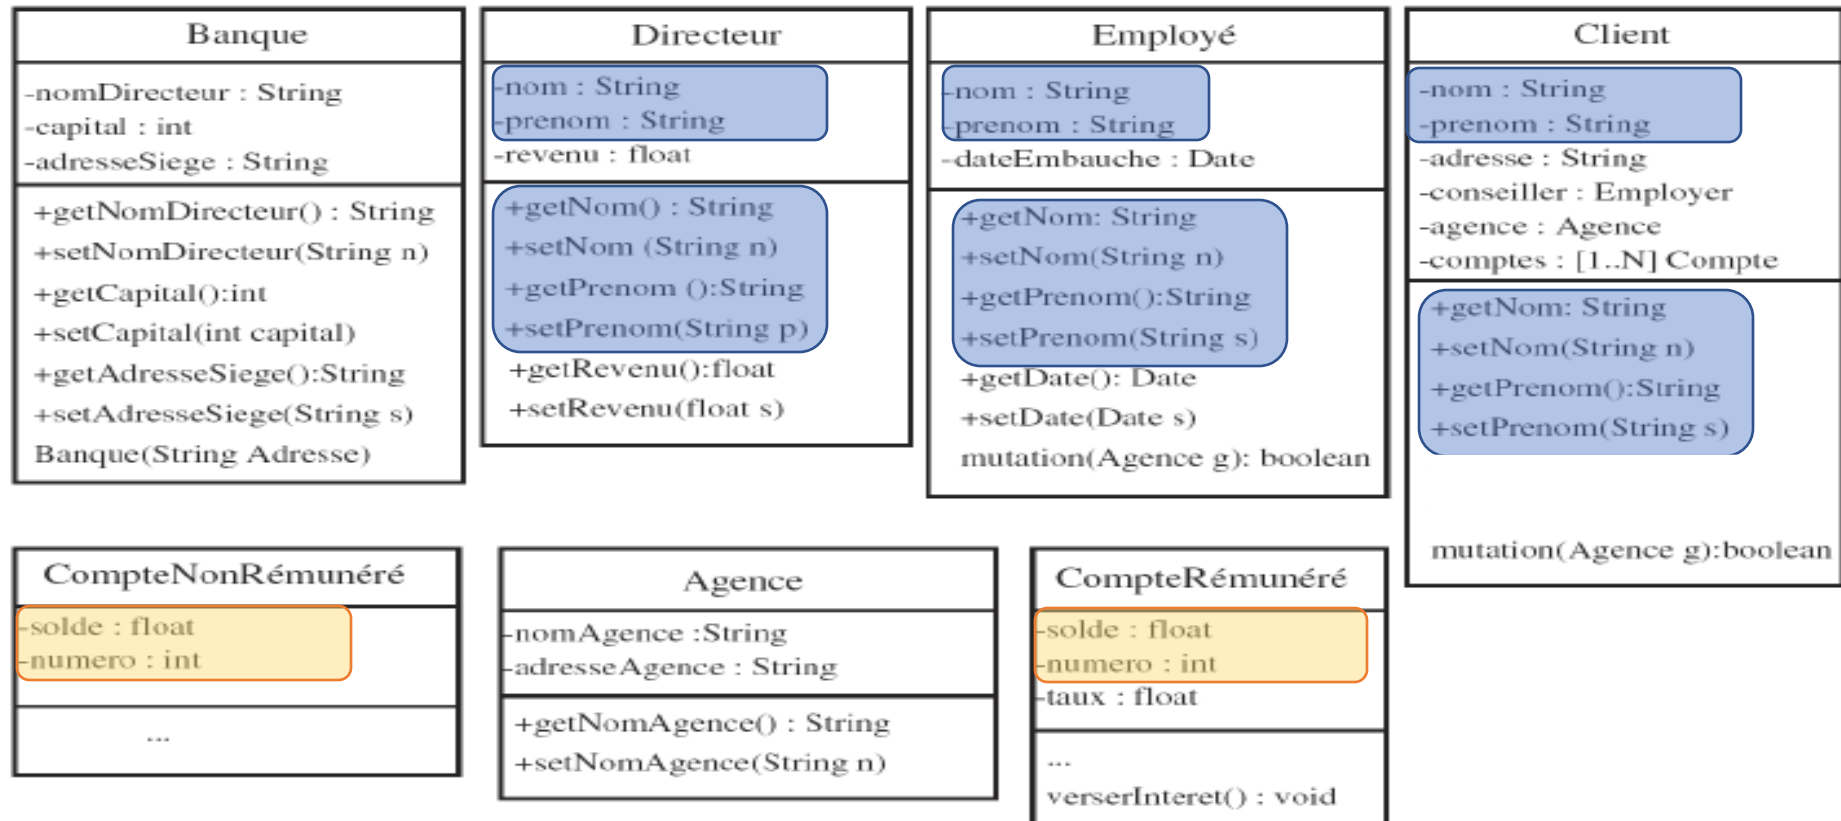 Banque
-nomDirecteur : String
-capital : int
-adresseSiege : String
+getNomDirecteur() : String
+setNomDirecteur(String n)
+getCapital():int
+setCapital(int capital)
+getAdresseSiege():String
+setAdresseSiege(String s)
Banque(String Adresse)
Directeur
-nom : String
-prenom : String
-revenu : float
+getNom() : String
+setNom (String n)
+getPrenom ():String
+setPrenom(String p)
+getRevenu():float
+setRevenu(float s)
Employé
-nom : String
-prenom : String
-dateEmbauche : Date
+getNom: String
+setNom(String n)
+getPrenom():String
+setPrenom(String s)
+getDate(): Date
+setDate(Date s)
mutation(Agence g): boolean
Client
-nom : String
-prenom : String
-adresse : String
-conseiller : Employer
-agence : Agence
-comptes : [1..N] Compte
+getNom: String
+setNom(String n)
+getPrenom():String
+setPrenom(String s)
mutation(Agence g):boolean
CompteNonRémunéré
-solde : float
-numero : int
...
Agence
-nomAgence :String
-adresseAgence : String
+getNomAgence() : String
+setNomAgence(String n)
CompteRémunéré
-solde : float
-numero : int
-taux : float
...
verserInteret() : void